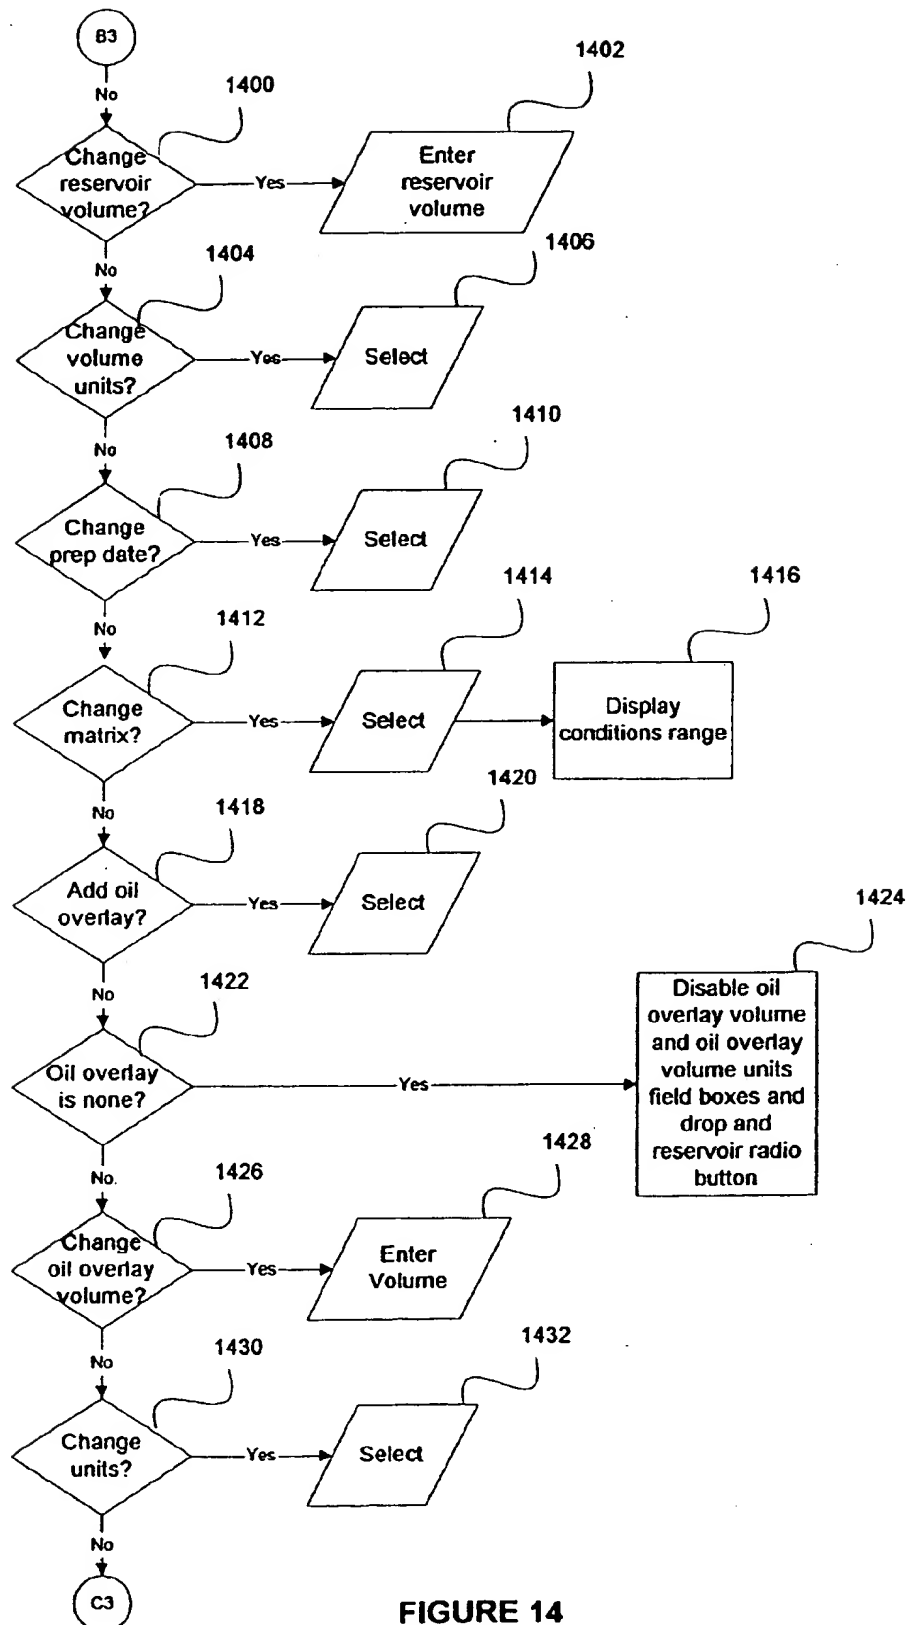 B3
No
1400
1402
Change
reservoir
volume?
Yes
Enter
reservoir
volume
No
1404
1406
Change
volume
units?
Yes
Select
No
1408
1410
Change
prep date?
Yes
Select
No
1412
1414
1416
Change
matrix?
Yes
Select
Display
conditions range
No
1418
1420
Add oil
overlay?
Yes
Select
No
1422
1424
Oil overlay
is none?
Yes
Disable oil
overlay volume
and oil overlay
volume units
field boxes and
drop and
reservoir radio
button
No.
1426
1428
Change
oil overlay
volume?
Yes
Enter
Volume
No
1430
1432
Change
units?
Yes
Select
No
C3
FIGURE 14